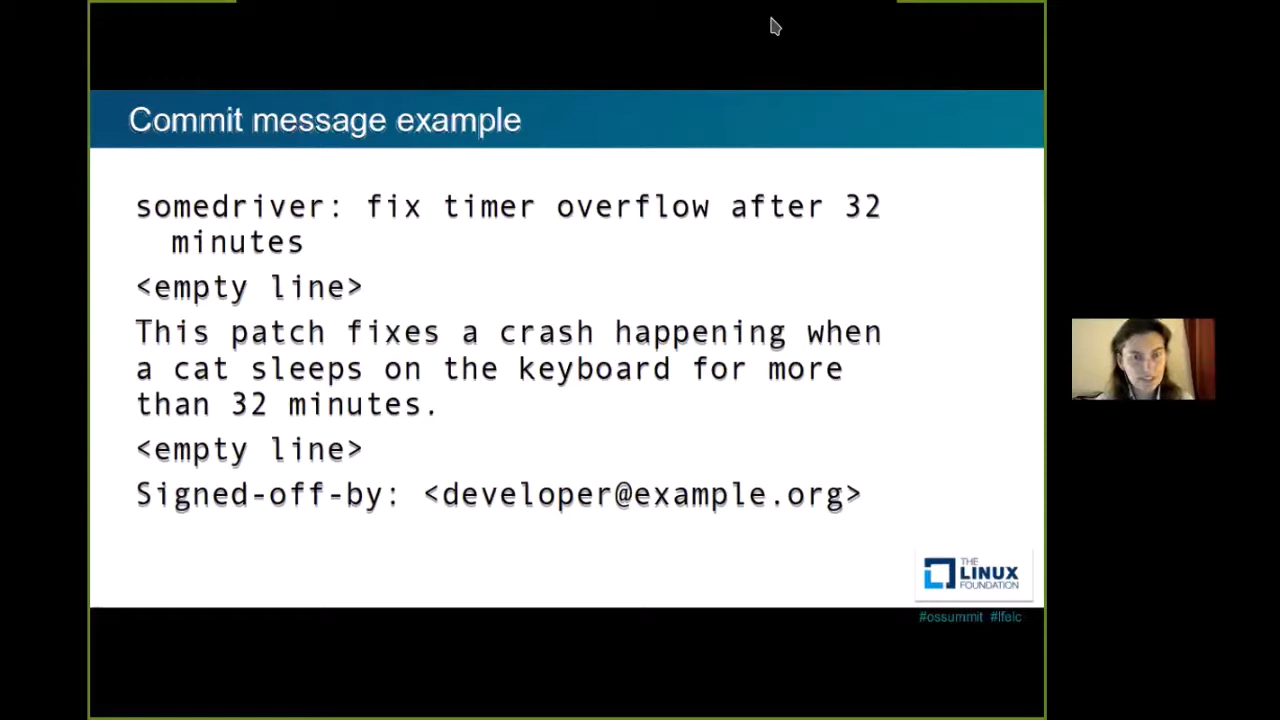 Commit message example
somedriver: fix timer overflow after 32
minutes
<empty line>
This patch fixes a crash happening when
a cat sleeps on the keyboard for more
than 32 minutes.
<empty line>
Signed-off-by: <developer@example.org>
THE
LINUX
FOUNDATION
#ossummit #lfelc